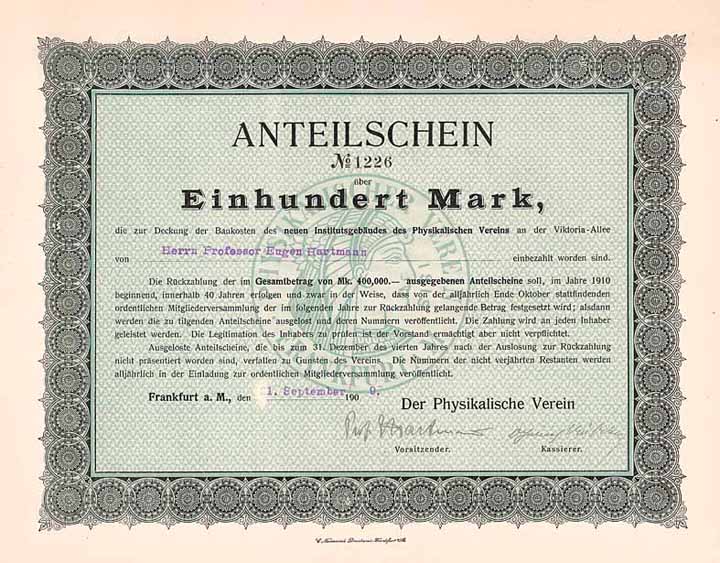 ANTEILSCHEIN
№ 1226
über
Einhundert Mark,
die zur Deckung der Baukosten des neuen Institutsgebäudes des Physikalischen Vereins an der Viktoria-Allee
von Herrn Professor Eugen Hartmann einbezahlt worden sind.
Die Rückzahlung der im Gesamtbetrag von Mk. 400,000.— ausgegebenen Anteilscheine soll, im Jahre 1910
beginnend, innerhalb 40 Jahren erfolgen und zwar in der Weise, dass von der alljährlich Ende Oktober stattfindenden
ordentlichen Mitgliederversammlung der im folgenden Jahre zur Rückzahlung gelangende Betrag festgesetzt wird; alsdann
werden die zu tilgenden Anteilscheine ausgelost und deren Nummern veröffentlicht. Die Zahlung wird an jeden Inhaber
geleistet werden. Die Legitimation des Inhabers zu prüfen ist der Vorstand ermächtigt aber nicht verpflichtet.
Ausgeloste Anteilscheine, die bis zum 31. Dezember des vierten Jahres nach der Auslosung zur Rückzahlung
nicht präsentiert worden sind, verfallen zu Gunsten des Vereins. Die Nummern der nicht verjährten Restanten werden
alljährlich in der Einladung zur ordentlichen Mitgliederversammlung veröffentlicht.
Frankfurt a. M., den 1. September 1909.
Der Physikalische Verein
Prof. E Hartmann
Vorsitzender. Kassierer.